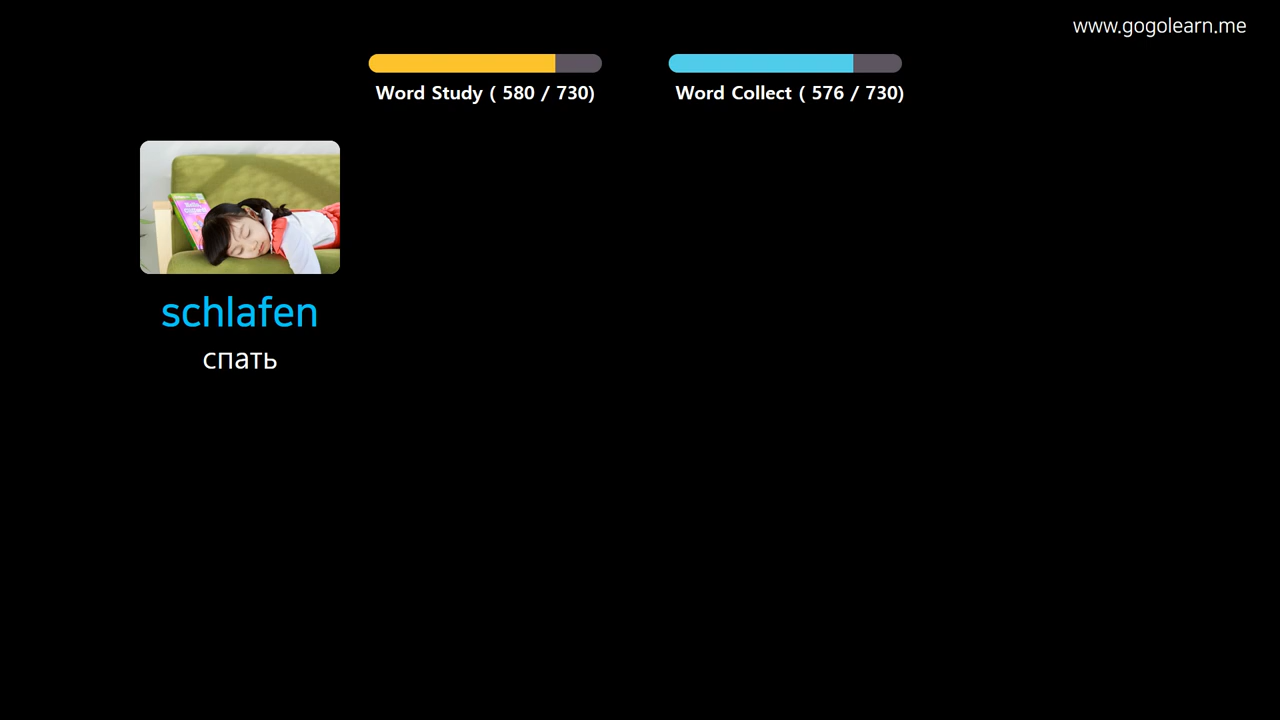 www.gogolearn.me
Word Study ( 580 / 730)
Word Collect ( 576 / 730)
schlafen
спать